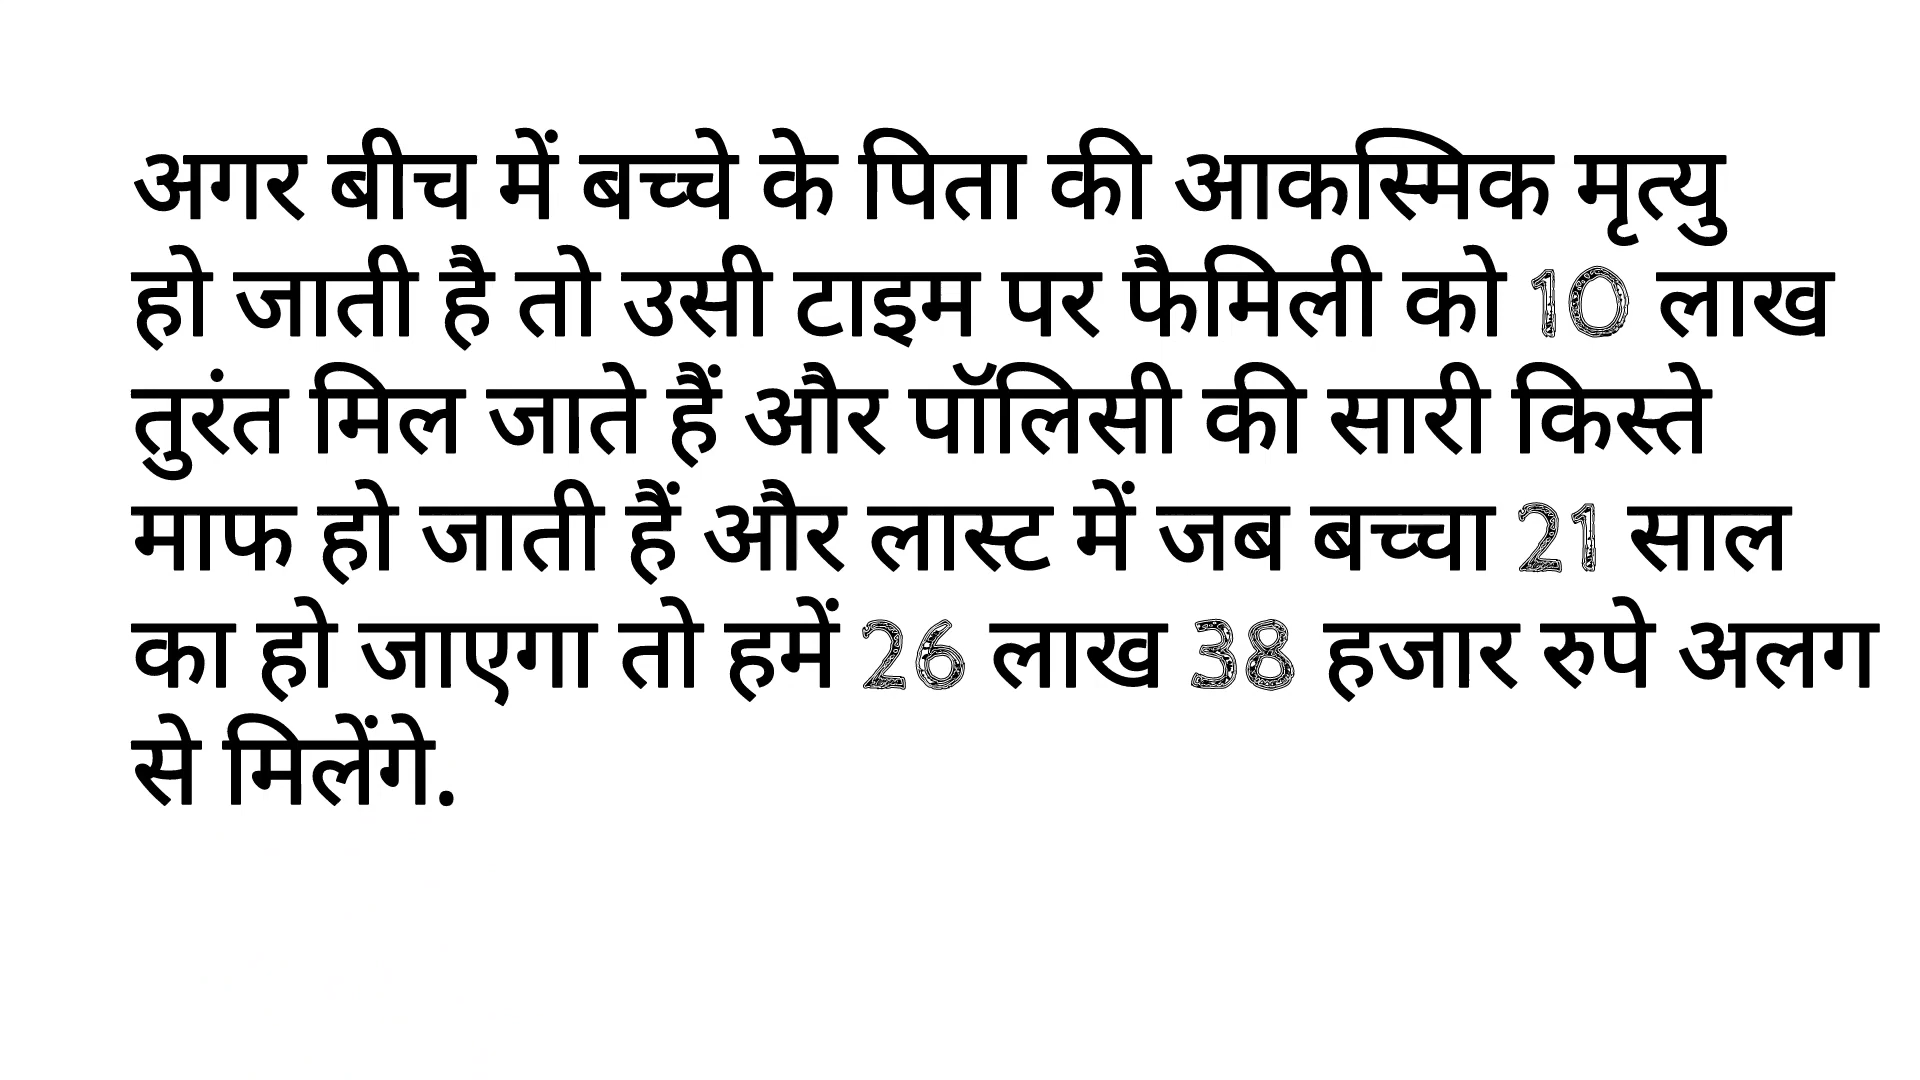 अगर बीच में बच्चे के पिता की आकस्मिक मृत्यु
हो जाती है तो उसी टाइम पर फैमिली को 10 लाख
तुरंत मिल जाते हैं और पॉलिसी की सारी किस्ते
माफ हो जाती हैं और लास्ट में जब बच्चा 21 साल
का हो जाएगा तो हमें 26 लाख 38 हजार रुपे अलग
से मिलेंगे.